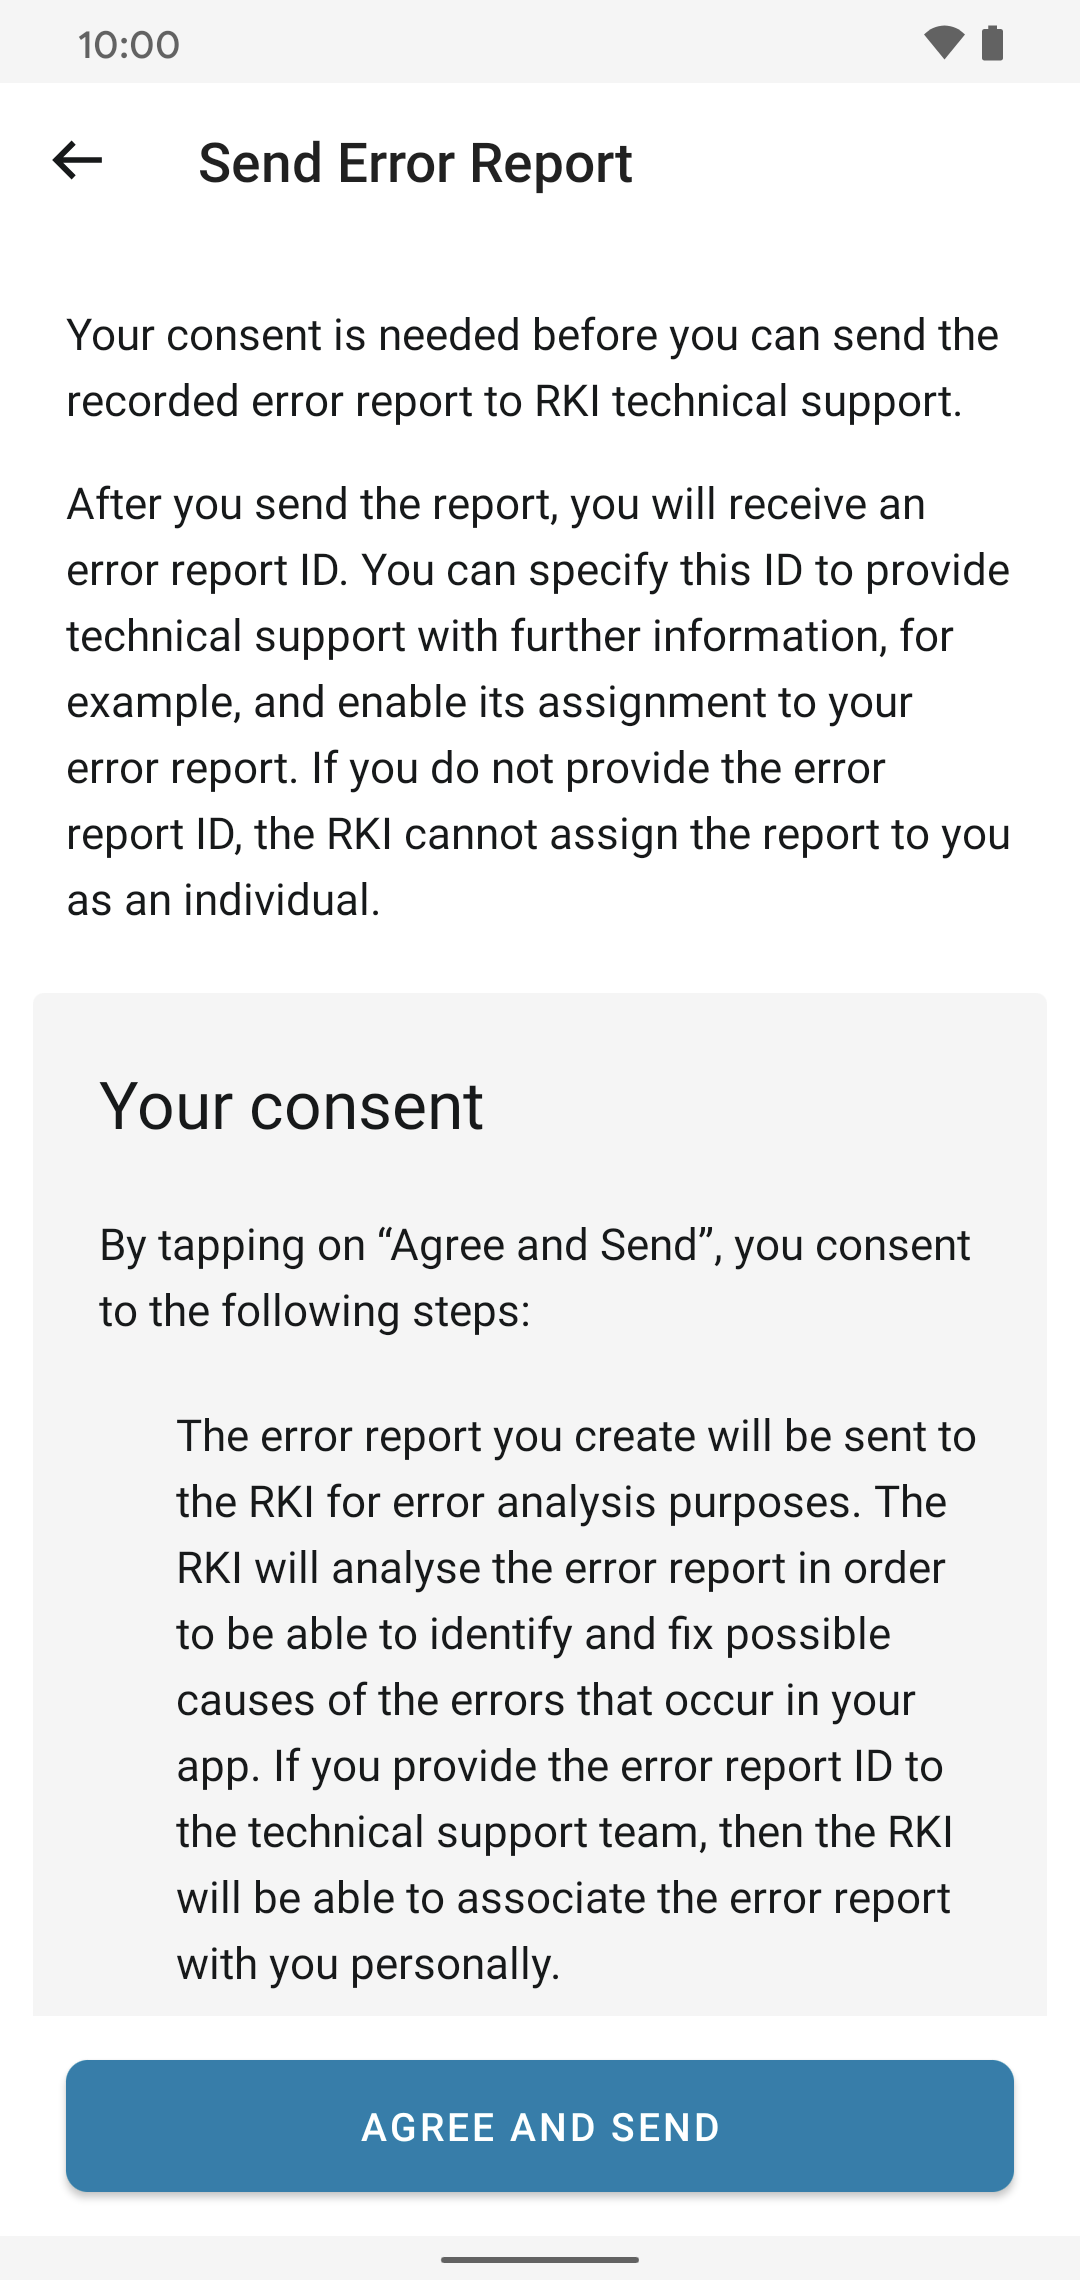 10:00
Send Error Report
Your consent is needed before you can send the
recorded error report to RKI technical support.
After you send the report, you will receive an
error report ID. You can specify this ID to provide
technical support with further information, for
example, and enable its assignment to your
error report. If you do not provide the error
report ID, the RKI cannot assign the report to you
as an individual.
Your consent
By tapping on “Agree and Send”, you consent
to the following steps:
The error report you create will be sent to
the RKI for error analysis purposes. The
RKI will analyse the error report in order
to be able to identify and fix possible
causes of the errors that occur in your
app. If you provide the error report ID to
the technical support team, then the RKI
will be able to associate the error report
with you personally.
AGREE AND SEND